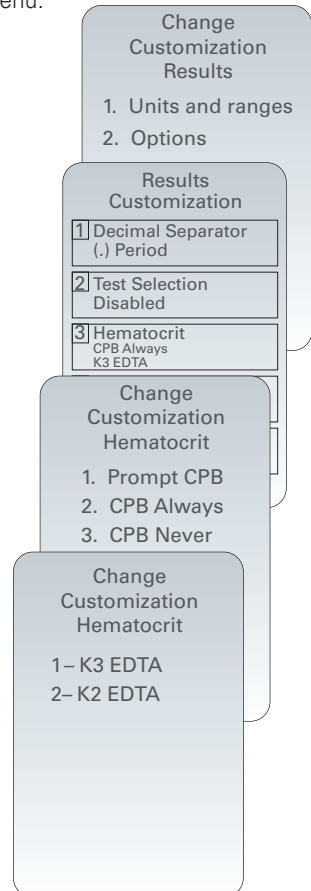 enu.
Change
Customization
Results
1. Units and ranges
2. Options
Results
Customization
1 Decimal Separator
(.) Period
2 Test Selection
Disabled
3 Hematocrit
CPB Always
K3 EDTA
Change
Customization
Hematocrit
1. Prompt CPB
2. CPB Always
3. CPB Never
Change
Customization
Hematocrit
1– K3 EDTA
2– K2 EDTA